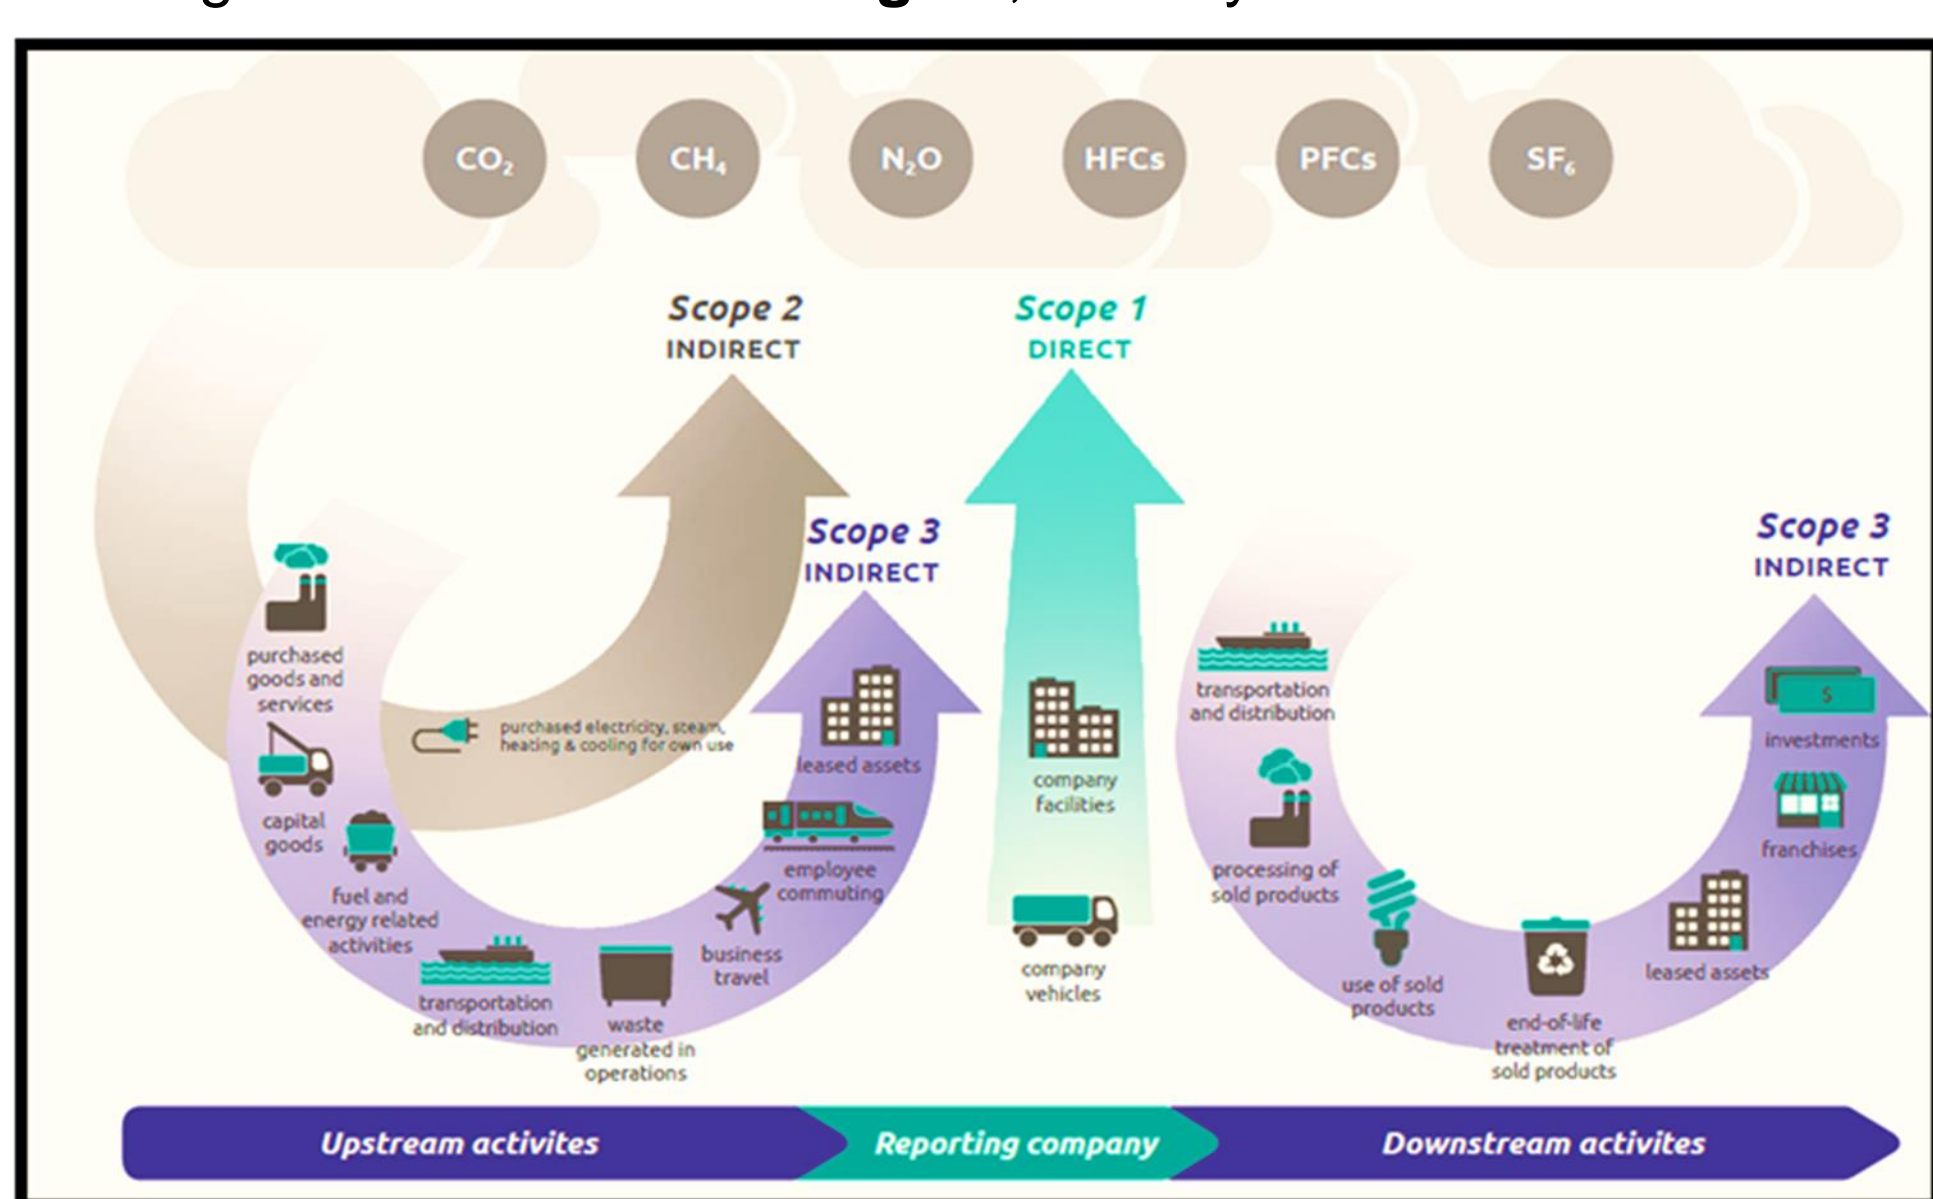 CO₂
CH₄
N₂O
HFCs
PFCs
SF₆
Scope 2
INDIRECT
Scope 1
DIRECT
Scope 3
INDIRECT
Scope 3
INDIRECT
purchased
goods and
services
capital
goods
fuel and
energy related
activities
transportation
and distribution
waste
generated in
operations
business
travel
employee
commuting
leased assets
purchased electricity, steam,
heating & cooling for own use
company
facilities
company
vehicles
transportation
and distribution
processing of
sold products
use of sold
products
end-of-life
treatment of
sold products
leased assets
franchises
investments
$
Upstream activites
Reporting company
Downstream activites